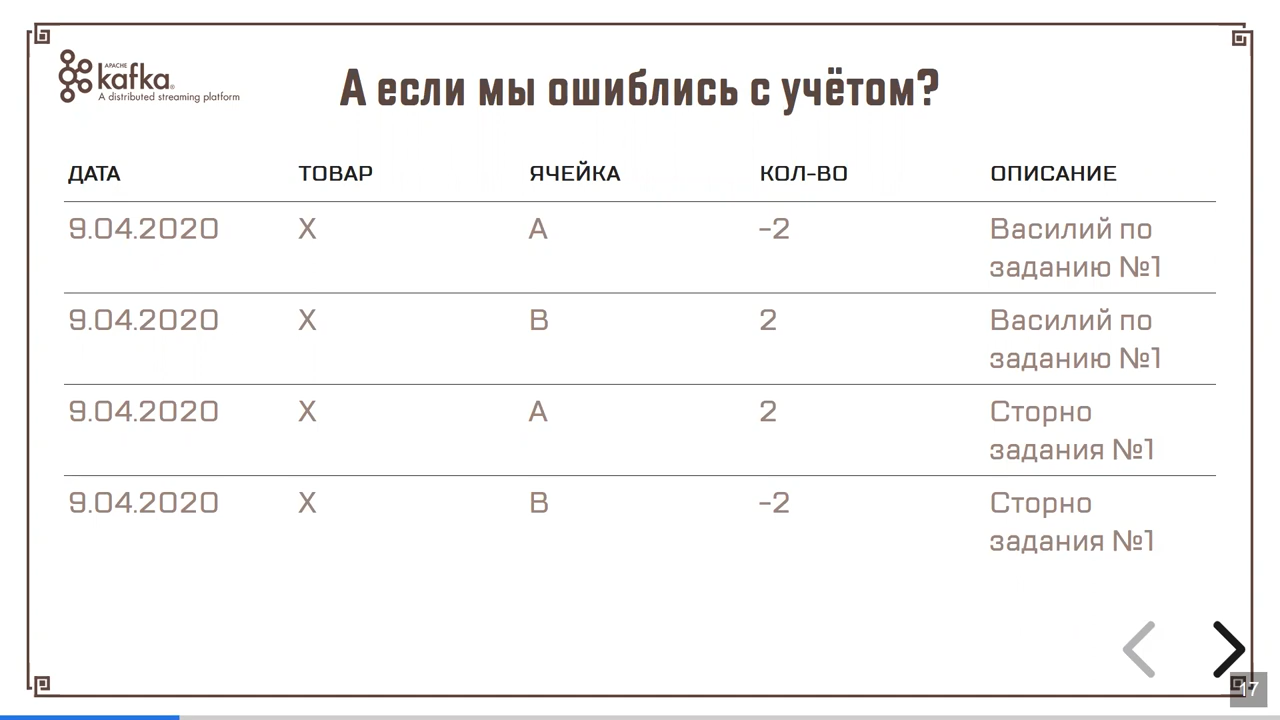 APACHE
kafka®
A distributed streaming platform
А если мы ошиблись с учётом?
ДАТА ТОВАР ЯЧЕЙКА КОЛ-ВО ОПИСАНИЕ
9.04.2020 X A -2 Василий по
заданию №1
9.04.2020 X B 2 Василий по
заданию №1
9.04.2020 X A 2 Сторно
задания №1
9.04.2020 X B -2 Сторно
задания №1
17